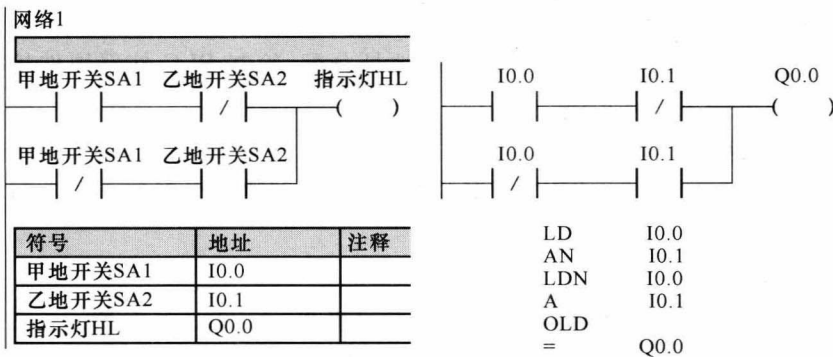 网络1
甲地开关SA1 乙地开关SA2 指示灯HL
/
甲地开关SA1 乙地开关SA2
/
符号 地址 注释
甲地开关SA1 I0.0
乙地开关SA2 I0.1
指示灯HL Q0.0
I0.0 I0.1 Q0.0
/
I0.0 I0.1
/
LD I0.0
AN I0.1
LDN I0.0
A I0.1
OLD
= Q0.0